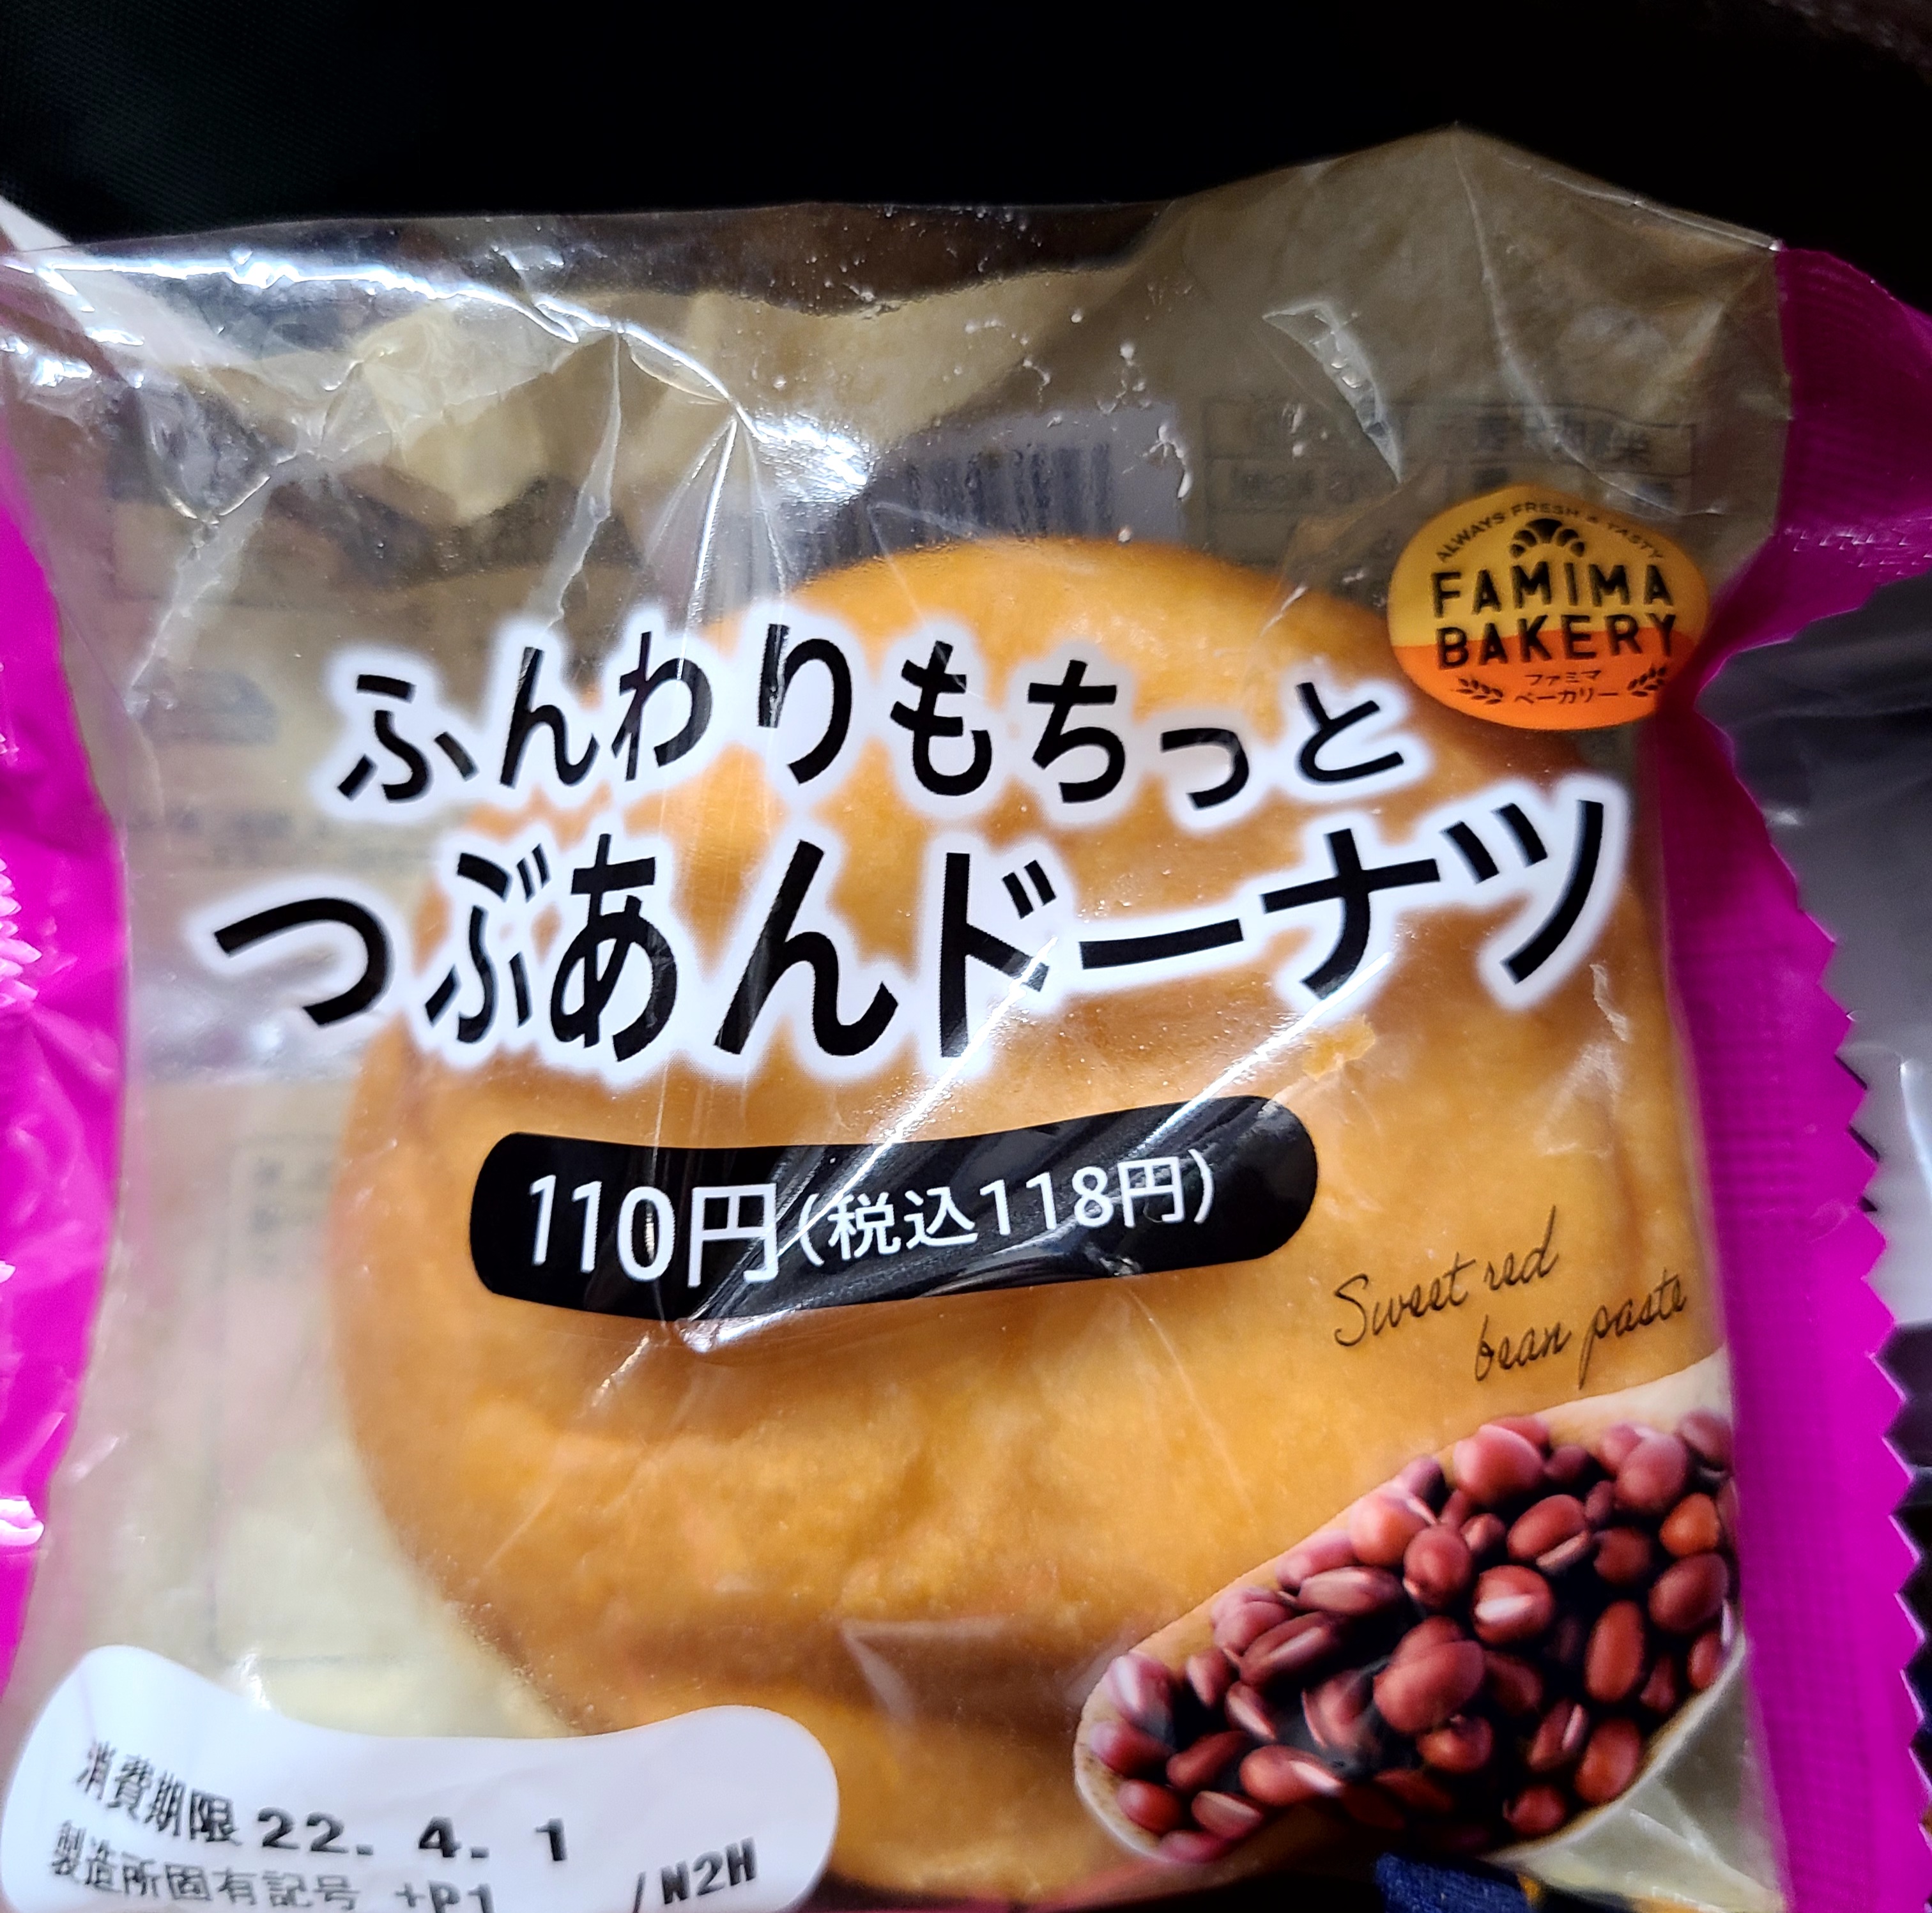 ALWAYS FRESH & TASTY
FAMIMA
BAKERY
ファミマ
ベーカリー
ふんわりもちっと
つぶあんドーナツ
110円(税込118円)
Sweet red
bean paste
消費期限 22. 4. 1
製造所固有記号 +P1 /N2H